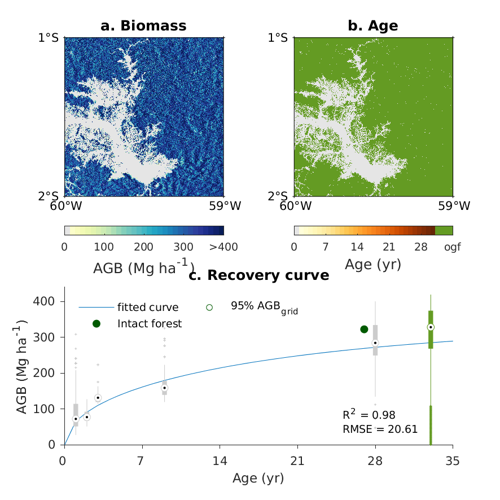 a. Biomass
b. Age
1°S
1°S
2°S
2°S
60°W 59°W
60°W 59°W
0 100 200 300 >400
0 7 14 21 28 ogf
AGB (Mg ha⁻¹)
Age (yr)
c. Recovery curve
400
300
200
100
0
AGB (Mg ha⁻¹)
fitted curve
95% AGB_grid
Intact forest
R² = 0.98
RMSE = 20.61
0 7 14 21 28 35
Age (yr)